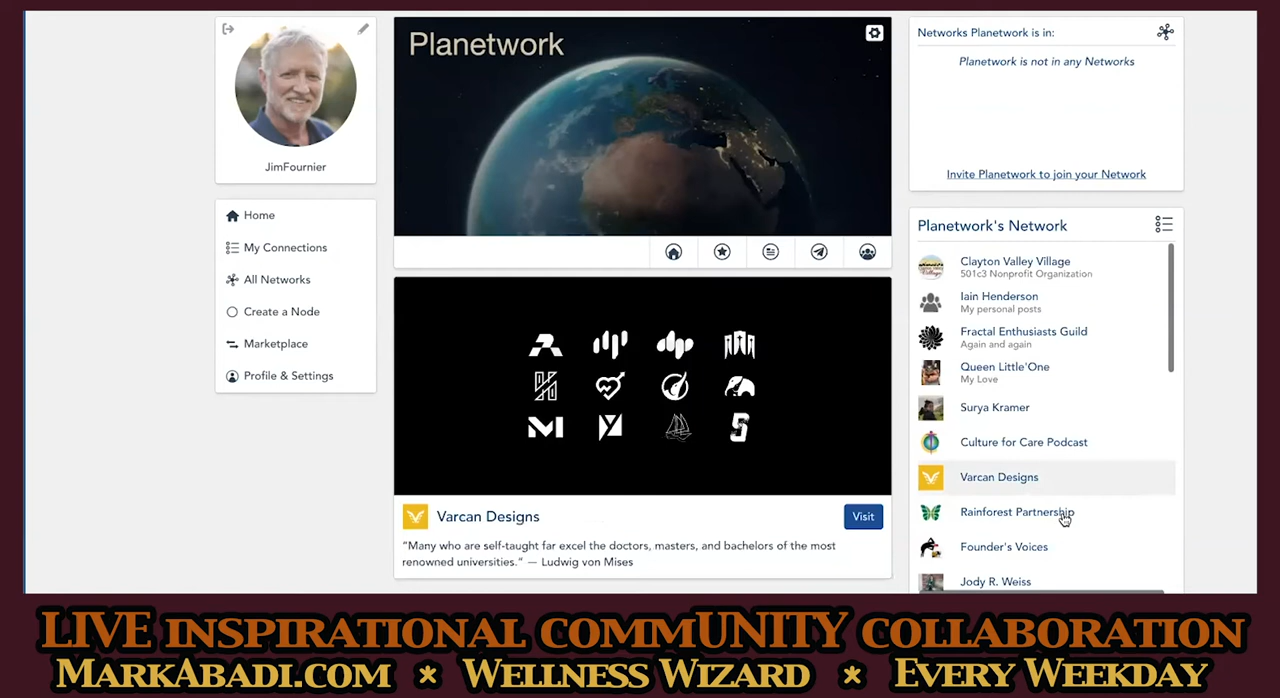 JimFournier
Home
My Connections
All Networks
Create a Node
Marketplace
Profile & Settings
Planetwork
Varcan Designs
Visit
“Many who are self-taught far excel the doctors, masters, and bachelors of the most
renowned universities.” — Ludwig von Mises
Networks Planetwork is in:
Planetwork is not in any Networks
Invite Planetwork to join your Network
Planetwork's Network
Clayton Valley Village
501c3 Nonprofit Organization
Iain Henderson
My personal posts
Fractal Enthusiasts Guild
Again and again
Queen Little'One
My Love
Surya Kramer
Culture for Care Podcast
Varcan Designs
Rainforest Partnership
Founder's Voices
Jody R. Weiss
LIVE INSPIRATIONAL COMMUNITY COLLABORATION
MARKABADI.COM * WELLNESS WIZARD * EVERY WEEKDAY